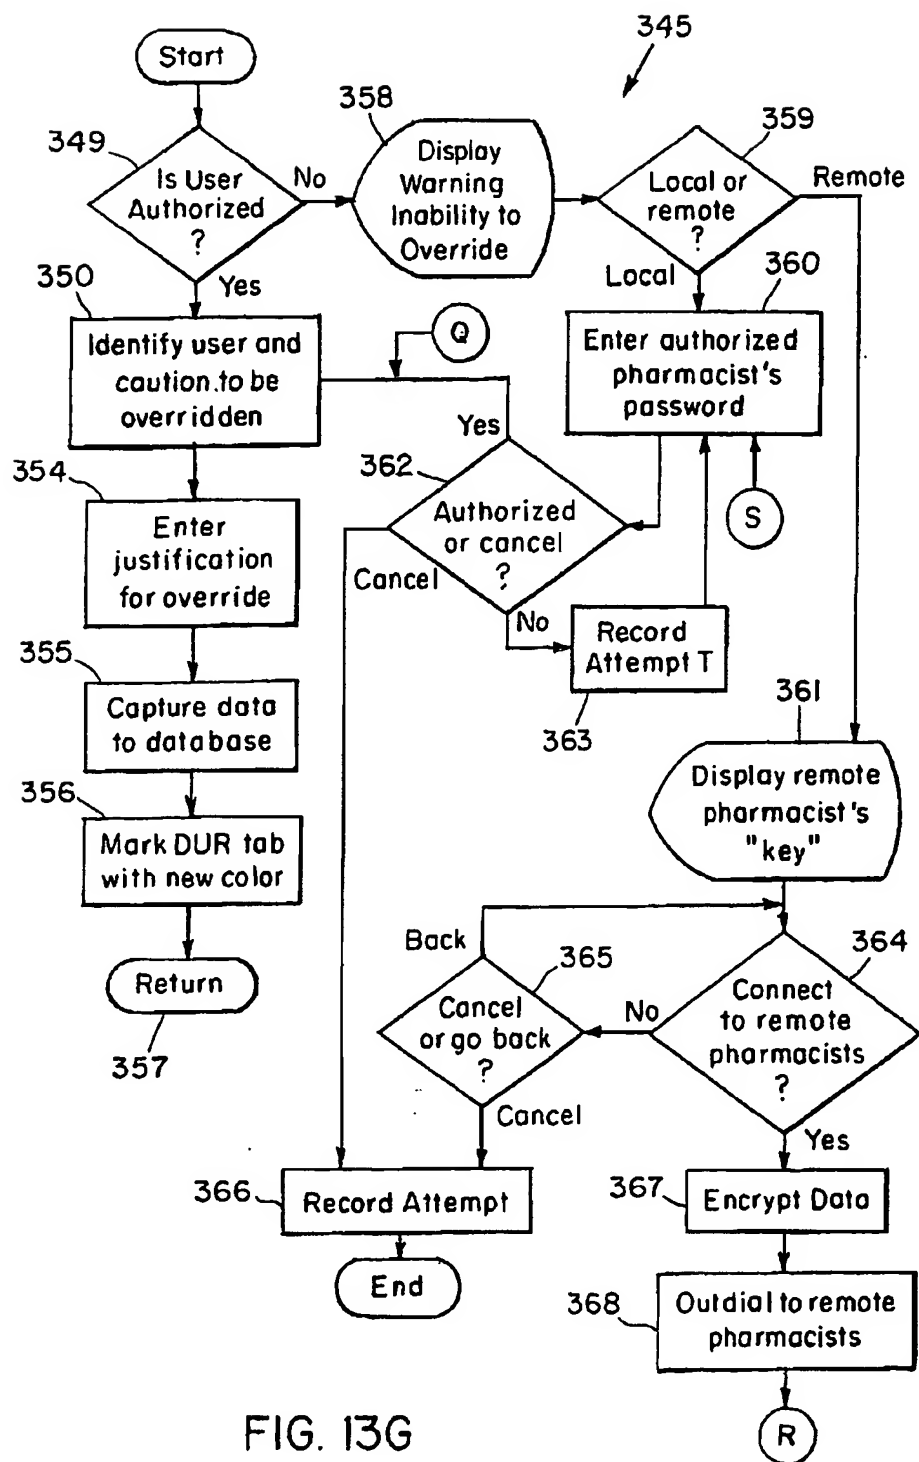 345
Start
358
359
349
Is User
Authorized
?
No
Display
Warning
Inability to
Override
Local or
remote
?
Remote
Yes
Local
360
350
Identify user and
caution.to be
overridden
Q
Enter authorized
pharmacist's
password
Yes
362
Authorized
or cancel
?
Cancel
No
S
354
Enter
justification
for override
Record
Attempt T
363
361
355
Capture data
to database
Display remote
pharmacist's
"key"
356
Mark DUR tab
with new color
Back
365
364
Return
357
Cancel
or go back
?
No
Connect
to remote
pharmacists
?
Cancel
Yes
366
Record Attempt
367
Encrypt Data
End
368
Outdial to remote
pharmacists
R
FIG. 13G